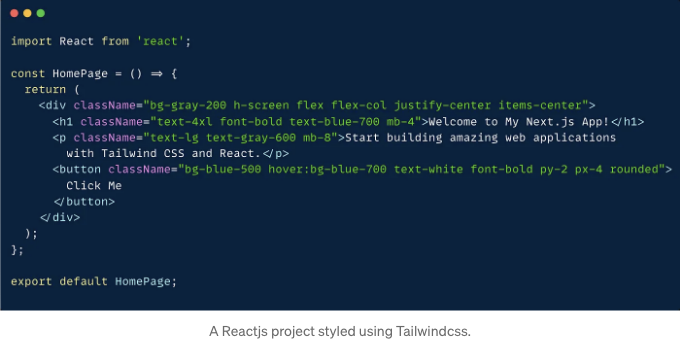 import React from 'react';
const HomePage = () => {
return (
<div className="bg-gray-200 h-screen flex flex-col justify-center items-center">
<h1 className="text-4xl font-bold text-blue-700 mb-4">Welcome to My Next.js App!</h1>
<p className="text-lg text-gray-600 mb-8">Start building amazing web applications
with Tailwind CSS and React.</p>
<button className="bg-blue-500 hover:bg-blue-700 text-white font-bold py-2 px-4 rounded">
Click Me
</button>
</div>
);
};
export default HomePage;
A Reactjs project styled using Tailwindcss.